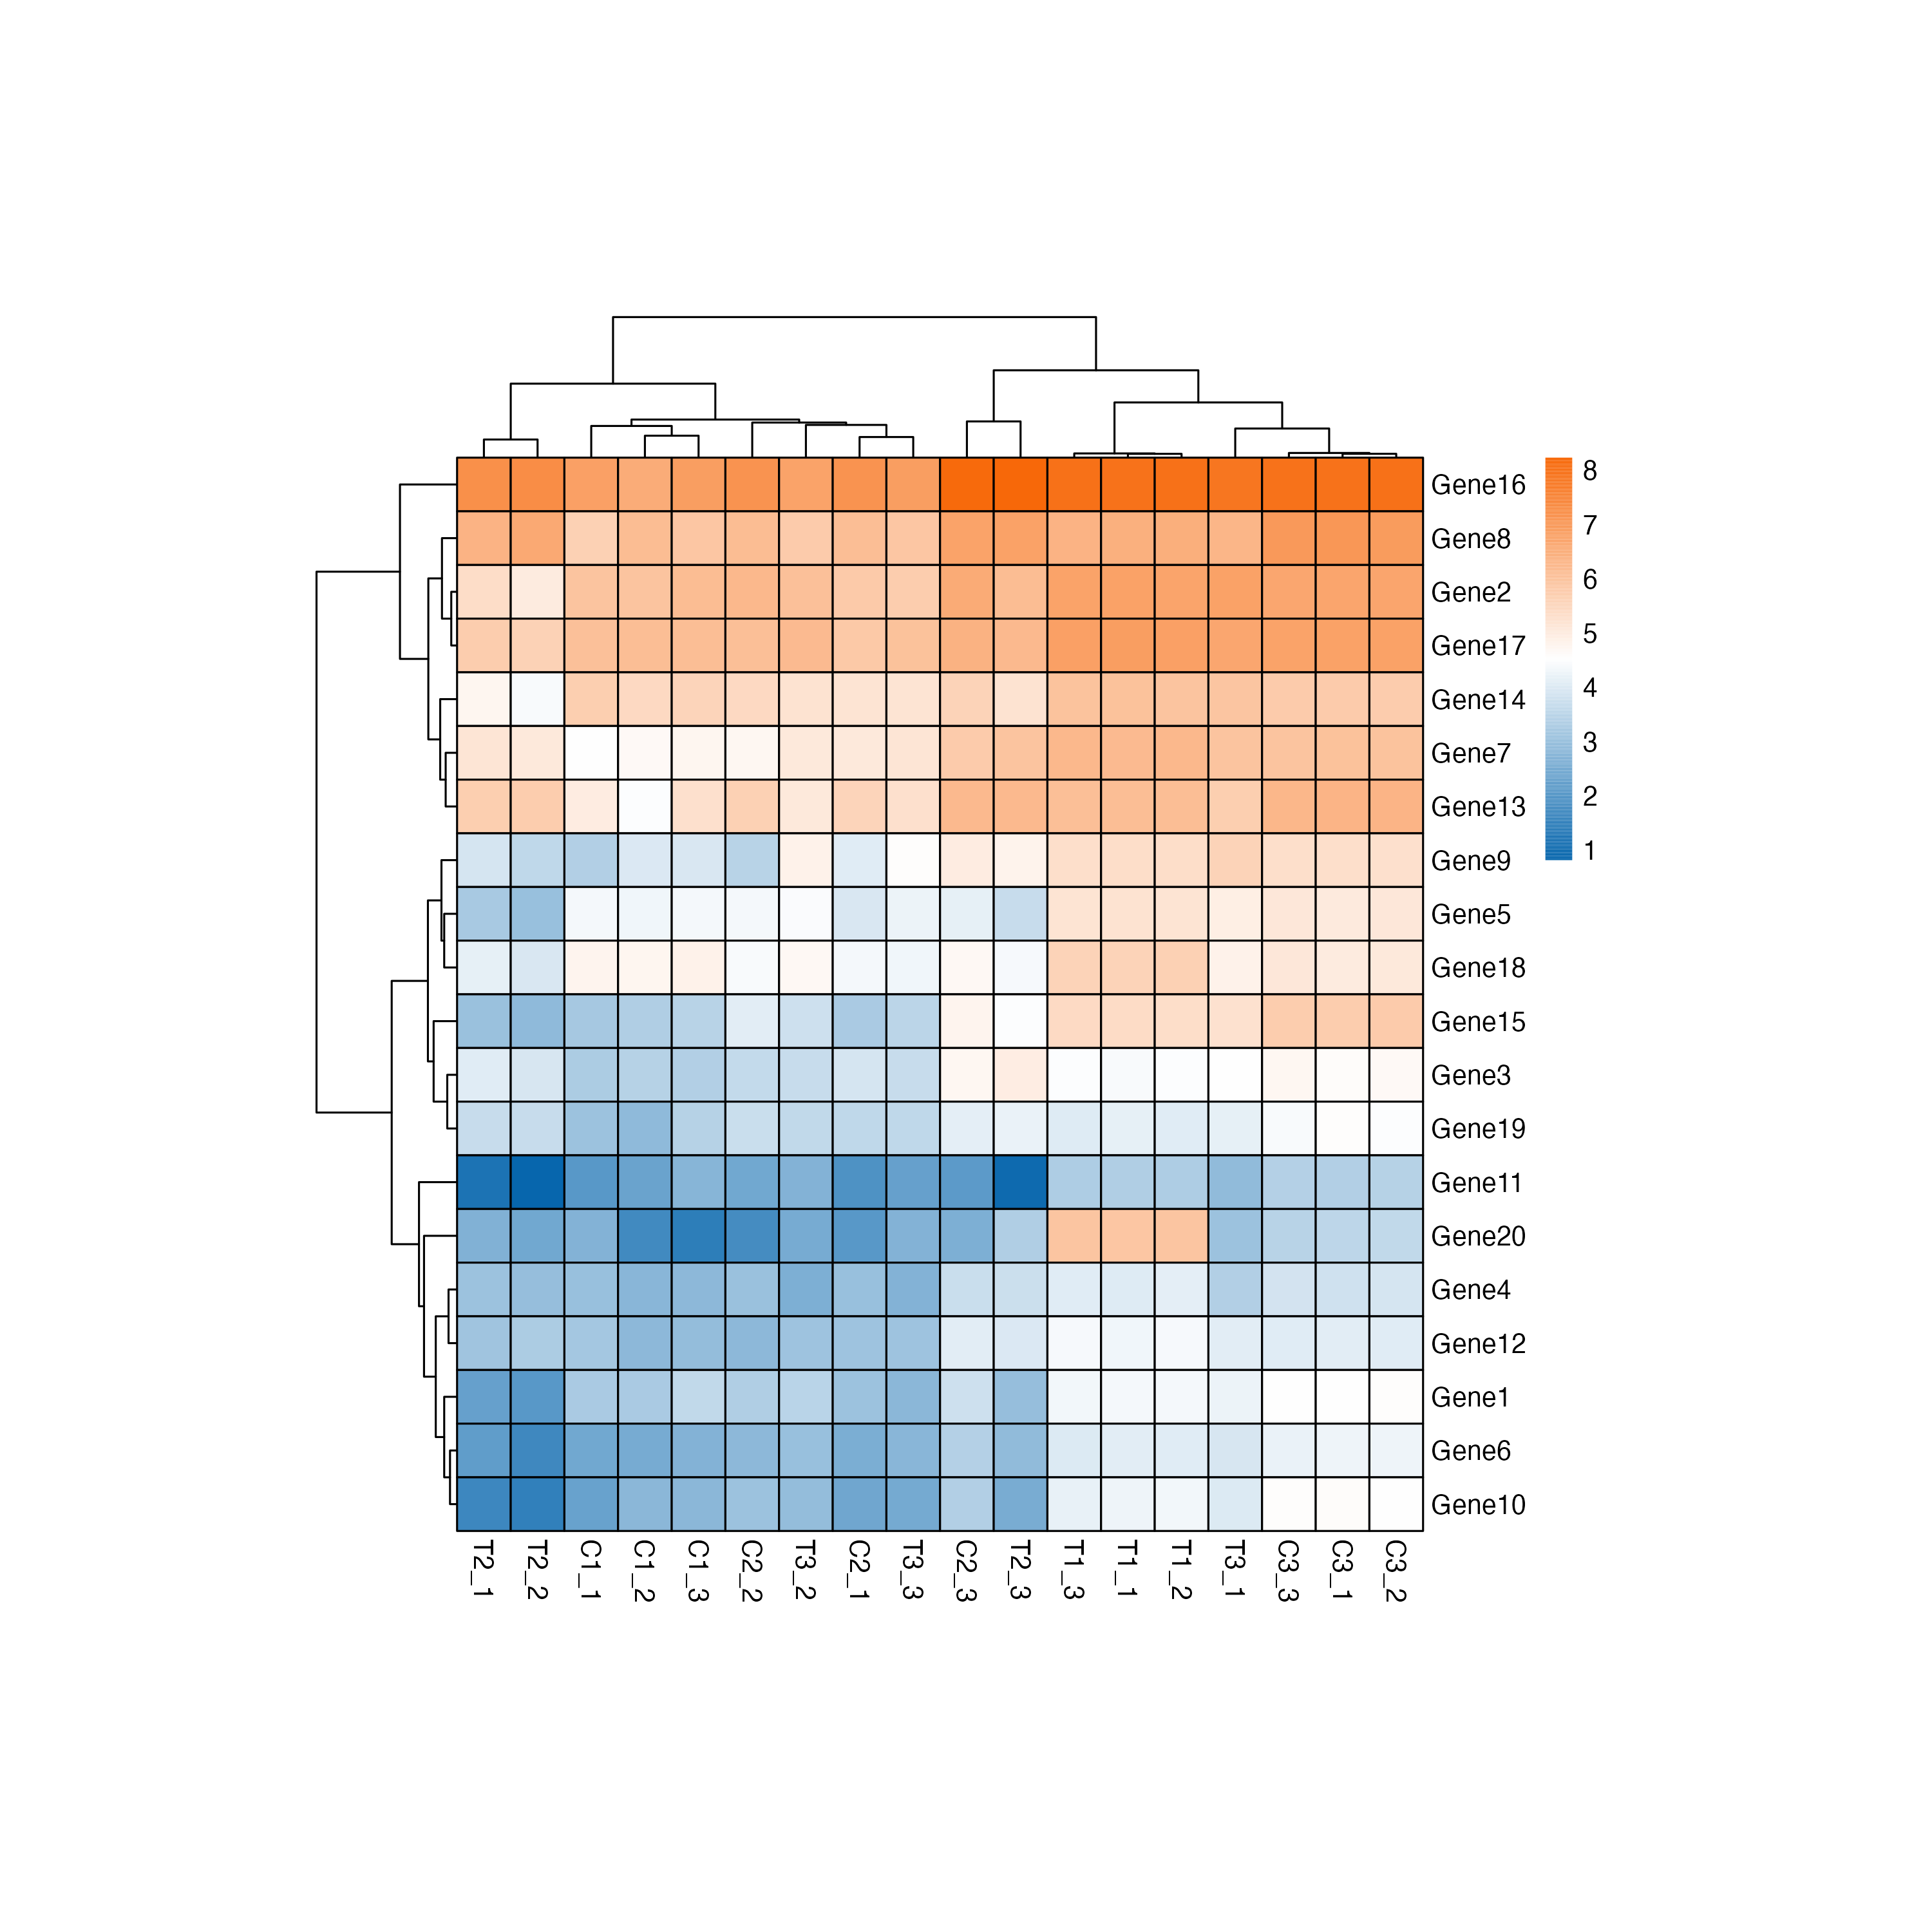 Gene16
Gene8
Gene2
Gene17
Gene14
Gene7
Gene13
Gene9
Gene5
Gene18
Gene15
Gene3
Gene19
Gene11
Gene20
Gene4
Gene12
Gene1
Gene6
Gene10
8
7
6
5
4
3
2
1
T2_1
T2_2
C1_1
C1_2
C1_3
C2_2
T3_2
C2_1
T3_3
C2_3
T2_3
T1_3
T1_1
T1_2
T3_1
C3_3
C3_1
C3_2